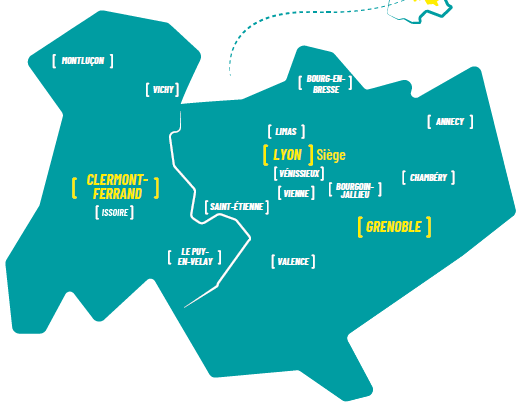 [ MONTLUÇON ]
[ VICHY ]
[ BOURG-EN-
BRESSE ]
[ ANNECY ]
[ LIMAS ]
[ LYON ] Siège
[ VÉNISSIEUX ]
[ CHAMBÉRY ]
[ CLERMONT-
FERRAND ]
[ VIENNE ]
[ BOURGOIN-
JALLIEU ]
[ ISSOIRE ]
[ SAINT-ÉTIENNE ]
[ GRENOBLE ]
[ LE PUY-
EN-VELAY ]
[ VALENCE ]